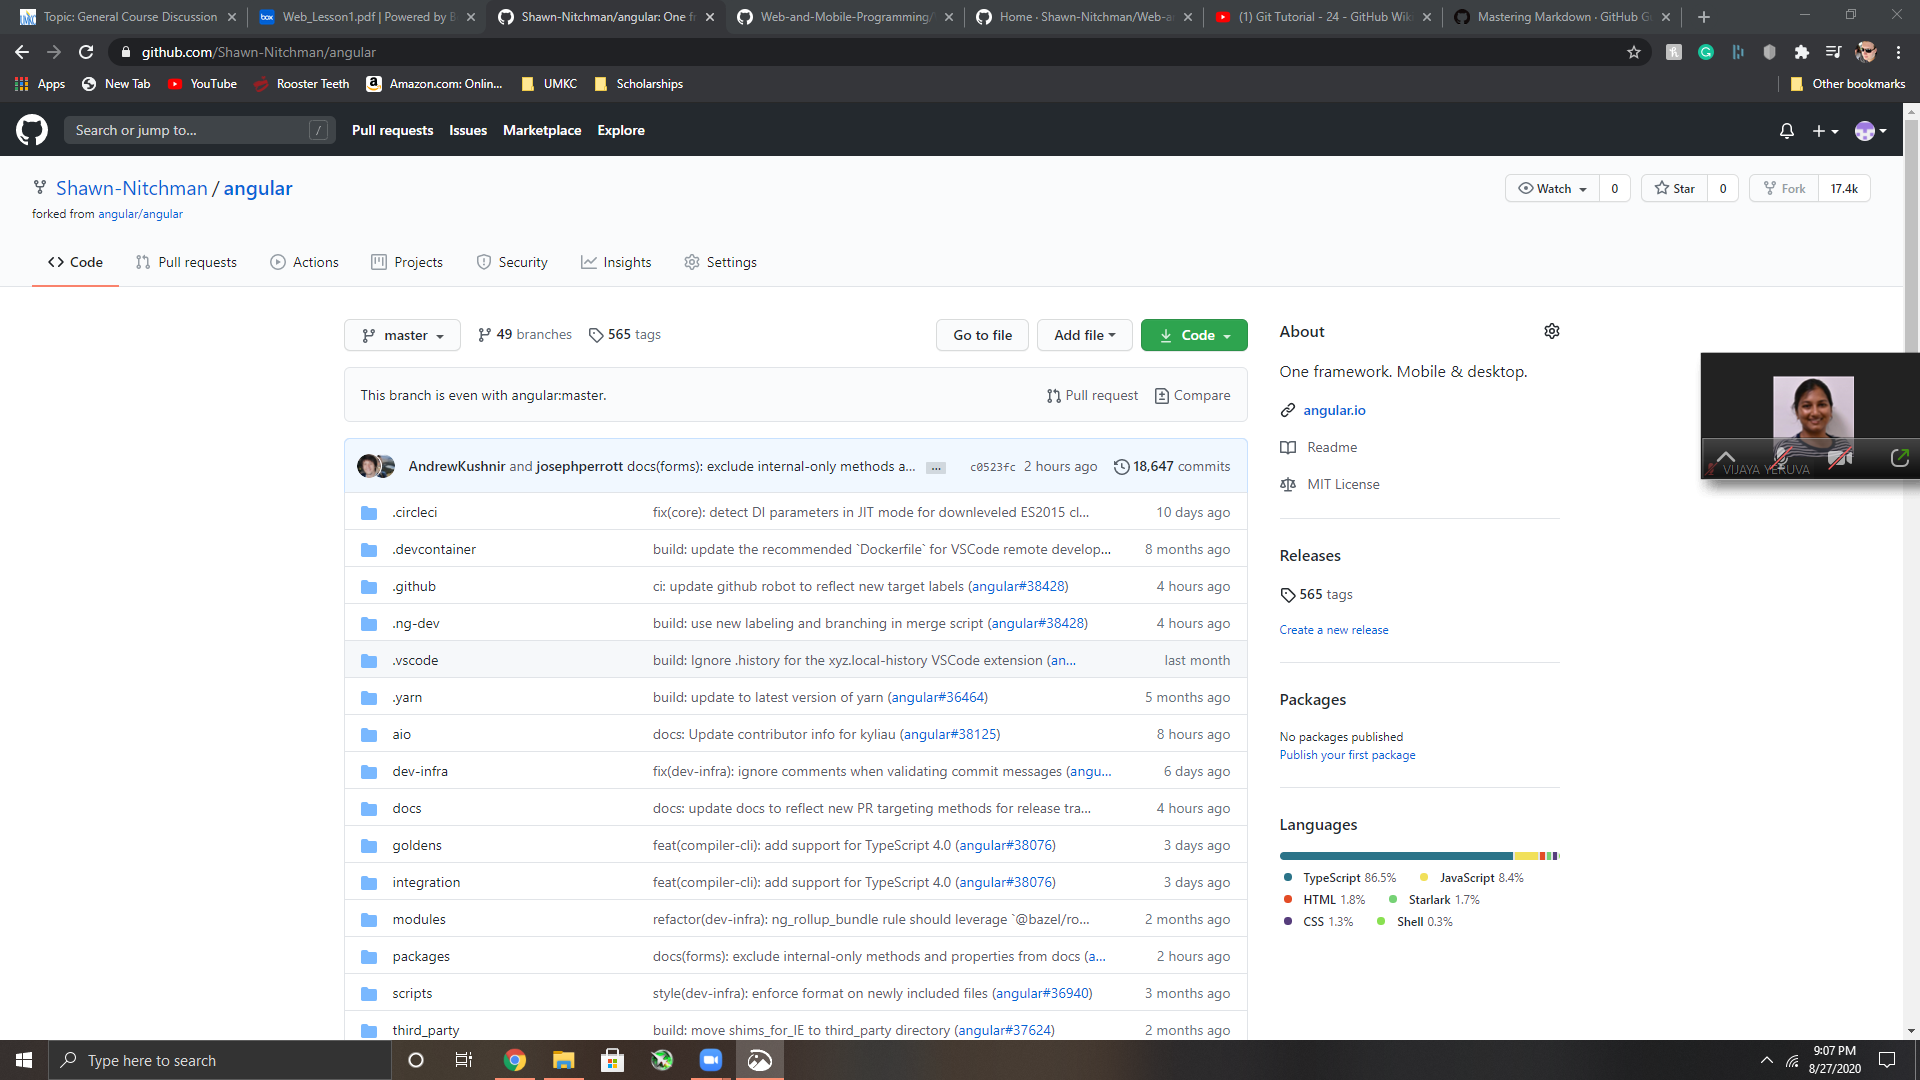 Topic: General Course Discussion
Web_Lesson1.pdf | Powered by B
Shawn-Nitchman/angular: One f
Web-and-Mobile-Programming/
Home · Shawn-Nitchman/Web-a
(1) Git Tutorial - 24 - GitHub Wik
Mastering Markdown · GitHub G
github.com/Shawn-Nitchman/angular
Apps
New Tab
YouTube
Rooster Teeth
Amazon.com: Onlin...
UMKC
Scholarships
Other bookmarks
Search or jump to...
/
Pull requests
Issues
Marketplace
Explore
Shawn-Nitchman / angular
forked from angular/angular
Watch 0
Star 0
Fork 17.4k
Code
Pull requests
Actions
Projects
Security
Insights
Settings
master
49 branches
565 tags
Go to file
Add file
Code
This branch is even with angular:master.
Pull request
Compare
AndrewKushnir and josephperrott docs(forms): exclude internal-only methods a... ... c0523fc 2 hours ago 18,647 commits
.circleci fix(core): detect DI parameters in JIT mode for downleveled ES2015 cl... 10 days ago
.devcontainer build: update the recommended `Dockerfile` for VSCode remote develop... 8 months ago
.github ci: update github robot to reflect new target labels (angular#38428) 4 hours ago
.ng-dev build: use new labeling and branching in merge script (angular#38428) 4 hours ago
.vscode build: Ignore .history for the xyz.local-history VSCode extension (an... last month
.yarn build: update to latest version of yarn (angular#36464) 5 months ago
aio docs: Update contributor info for kyliau (angular#38125) 8 hours ago
dev-infra fix(dev-infra): ignore comments when validating commit messages (angu... 6 days ago
docs docs: update docs to reflect new PR targeting methods for release tra... 4 hours ago
goldens feat(compiler-cli): add support for TypeScript 4.0 (angular#38076) 3 days ago
integration feat(compiler-cli): add support for TypeScript 4.0 (angular#38076) 3 days ago
modules refactor(dev-infra): ng_rollup_bundle rule should leverage `@bazel/ro... 2 months ago
packages docs(forms): exclude internal-only methods and properties from docs (a... 2 hours ago
scripts style(dev-infra): enforce format on newly included files (angular#36940) 3 months ago
third_party build: move shims_for_IE to third_party directory (angular#37624) 2 months ago
About
One framework. Mobile & desktop.
angular.io
Readme
MIT License
Releases
565 tags
Create a new release
Packages
No packages published
Publish your first package
Languages
TypeScript 86.5%
JavaScript 8.4%
HTML 1.8%
Starlark 1.7%
CSS 1.3%
Shell 0.3%
VIJAYA YERUVA
Type here to search
9:07 PM
8/27/2020